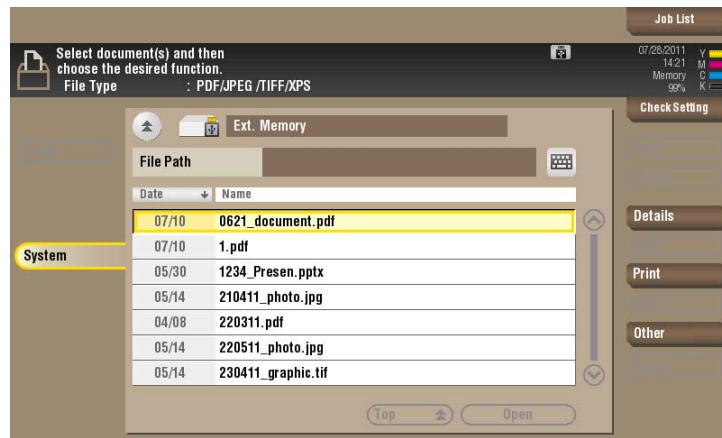 Job List
Select document(s) and then
choose the desired function.
File Type : PDF/JPEG /TIFF/XPS
07/28/2011
14:21
Memory
99%
Y
M
C
K
Check Setting
Ext. Memory
File Path
Date Name
07/10 0621_document.pdf
07/10 1.pdf
05/30 1234_Presen.pptx
05/14 210411_photo.jpg
04/08 220311.pdf
05/14 220511_photo.jpg
05/14 230411_graphic.tif
System
Details
Print
Other
Top Open